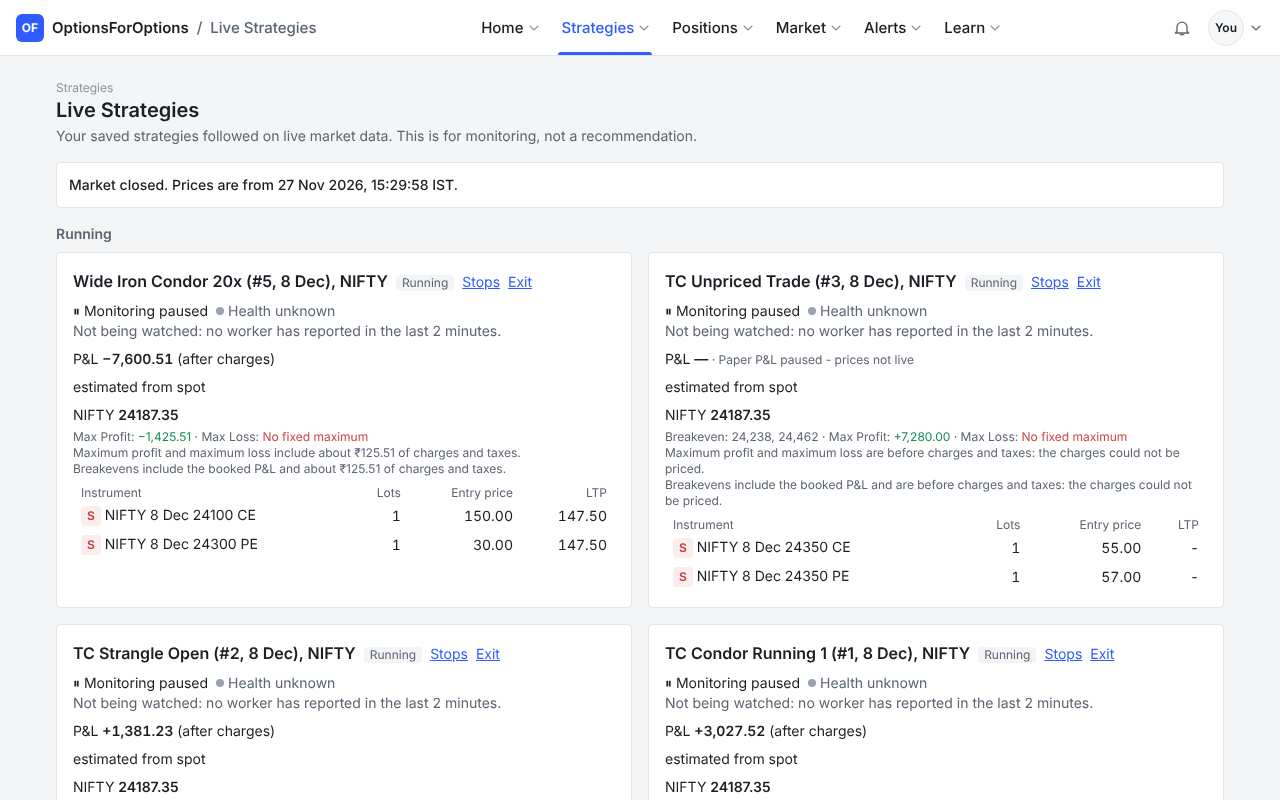 OF OptionsForOptions / Live Strategies Home Strategies Positions Market Alerts Learn You
Strategies
Live Strategies
Your saved strategies followed on live market data. This is for monitoring, not a recommendation.
Market closed. Prices are from 27 Nov 2026, 15:29:58 IST.
Running
Wide Iron Condor 20x (#5, 8 Dec), NIFTY Running Stops Exit
Monitoring paused Health unknown
Not being watched: no worker has reported in the last 2 minutes.
P&L −7,600.51 (after charges)
estimated from spot
NIFTY 24187.35
Max Profit: −1,425.51 · Max Loss: No fixed maximum
Maximum profit and maximum loss include about ₹125.51 of charges and taxes.
Breakevens include the booked P&L and about ₹125.51 of charges and taxes.
Instrument Lots Entry price LTP
S NIFTY 8 Dec 24100 CE 1 150.00 147.50
S NIFTY 8 Dec 24300 PE 1 30.00 147.50
TC Unpriced Trade (#3, 8 Dec), NIFTY Running Stops Exit
Monitoring paused Health unknown
Not being watched: no worker has reported in the last 2 minutes.
P&L — · Paper P&L paused - prices not live
estimated from spot
NIFTY 24187.35
Breakeven: 24,238, 24,462 · Max Profit: +7,280.00 · Max Loss: No fixed maximum
Maximum profit and maximum loss are before charges and taxes: the charges could not be
priced.
Breakevens include the booked P&L and are before charges and taxes: the charges could not
be priced.
Instrument Lots Entry price LTP
S NIFTY 8 Dec 24350 CE 1 55.00 -
S NIFTY 8 Dec 24350 PE 1 57.00 -
TC Strangle Open (#2, 8 Dec), NIFTY Running Stops Exit
Monitoring paused Health unknown
Not being watched: no worker has reported in the last 2 minutes.
P&L +1,381.23 (after charges)
estimated from spot
NIFTY 24187.35
TC Condor Running 1 (#1, 8 Dec), NIFTY Running Stops Exit
Monitoring paused Health unknown
Not being watched: no worker has reported in the last 2 minutes.
P&L +3,027.52 (after charges)
estimated from spot
NIFTY 24187.35